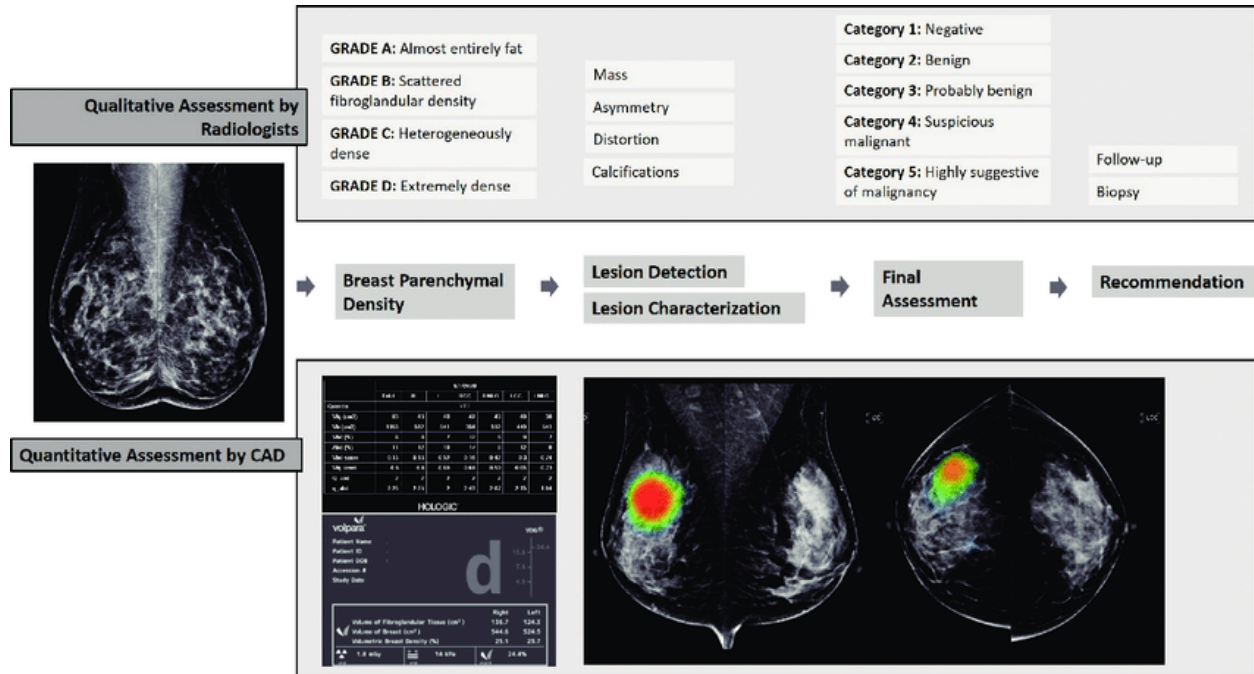 GRADE A: Almost entirely fat
GRADE B: Scattered
fibroglandular density
GRADE C: Heterogeneously
dense
GRADE D: Extremely dense
Mass
Asymmetry
Distortion
Calcifications
Category 1: Negative
Category 2: Benign
Category 3: Probably benign
Category 4: Suspicious
malignant
Category 5: Highly suggestive
of malignancy
Follow-up
Biopsy
Qualitative Assessment by
Radiologists
Breast Parenchymal
Density
Lesion Detection
Lesion Characterization
Final
Assessment
Recommendation
Quantitative Assessment by CAD
HOLOGIC
volpara
Patient Name
Patient ID
Patient DOB
Accession #
Study Date
d
Right Left
Volume of Fibroglandular Tissue (cm³) 136.7 124.3
Volume of Breast (cm³) 544.6 524.5
Volumetric Breast Density (%) 25.1 23.7
14 kPa 24.4%